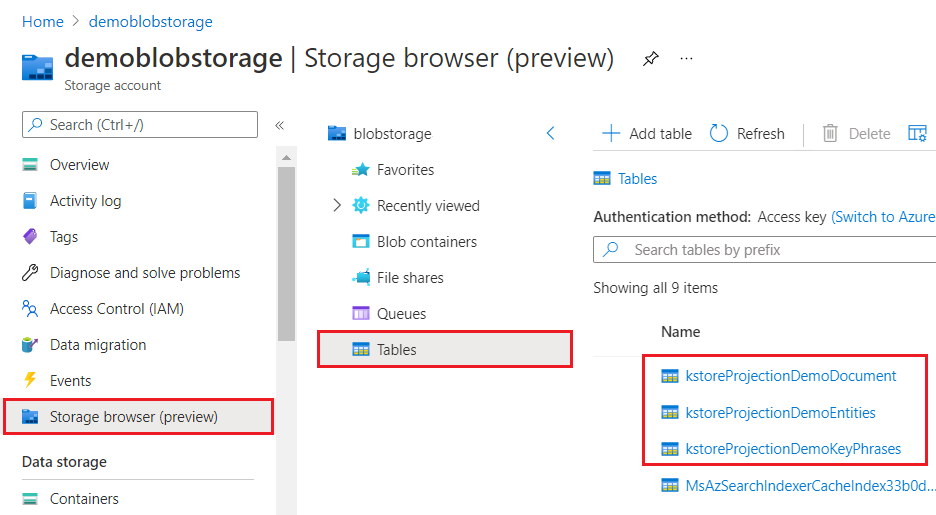 Home > demoblobstorage
demoblobstorage | Storage browser (preview) ...
Storage account
Search (Ctrl+/) «
Overview
Activity log
Tags
Diagnose and solve problems
Access Control (IAM)
Data migration
Events
Storage browser (preview)
Data storage
Containers
blobstorage
Favorites
Recently viewed
Blob containers
File shares
Queues
Tables
Add table Refresh Delete
Tables
Authentication method: Access key (Switch to Azure
Search tables by prefix
Showing all 9 items
Name
kstoreProjectionDemoDocument
kstoreProjectionDemoEntities
kstoreProjectionDemoKeyPhrases
MsAzSearchIndexerCacheIndex33b0d...